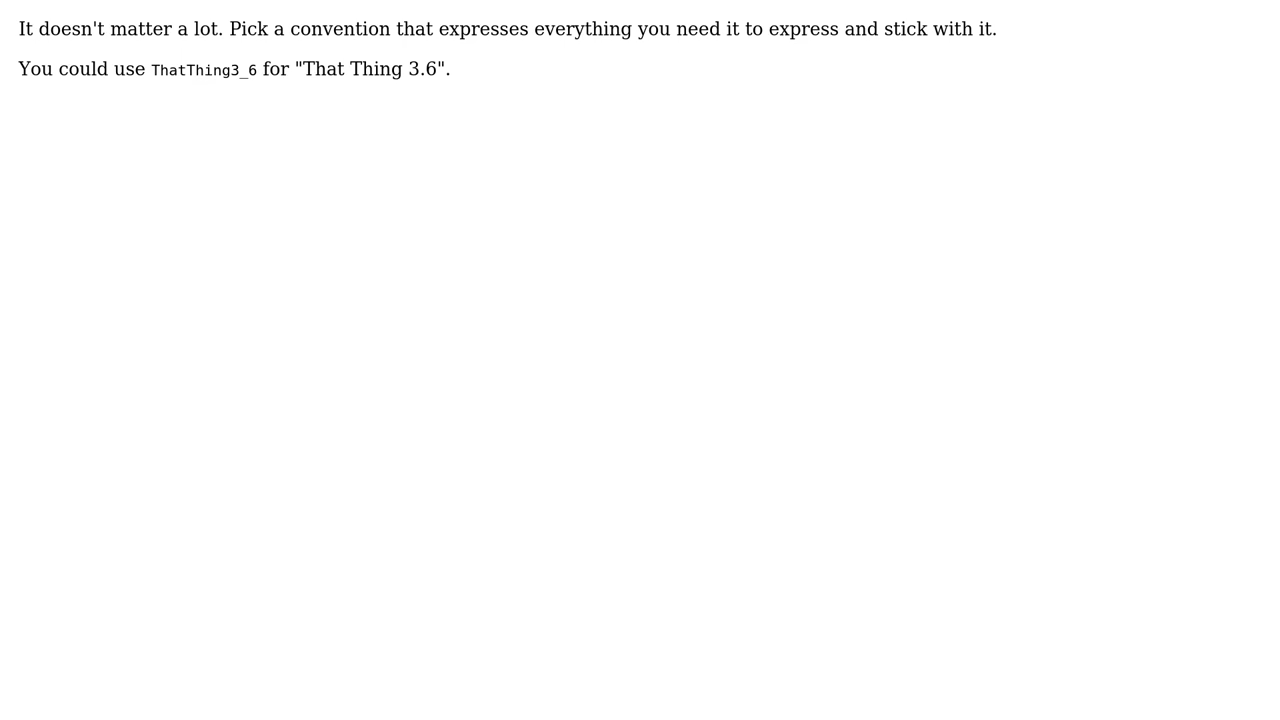 It doesn't matter a lot. Pick a convention that expresses everything you need it to express and stick with it.
You could use ThatThing3_6 for "That Thing 3.6".